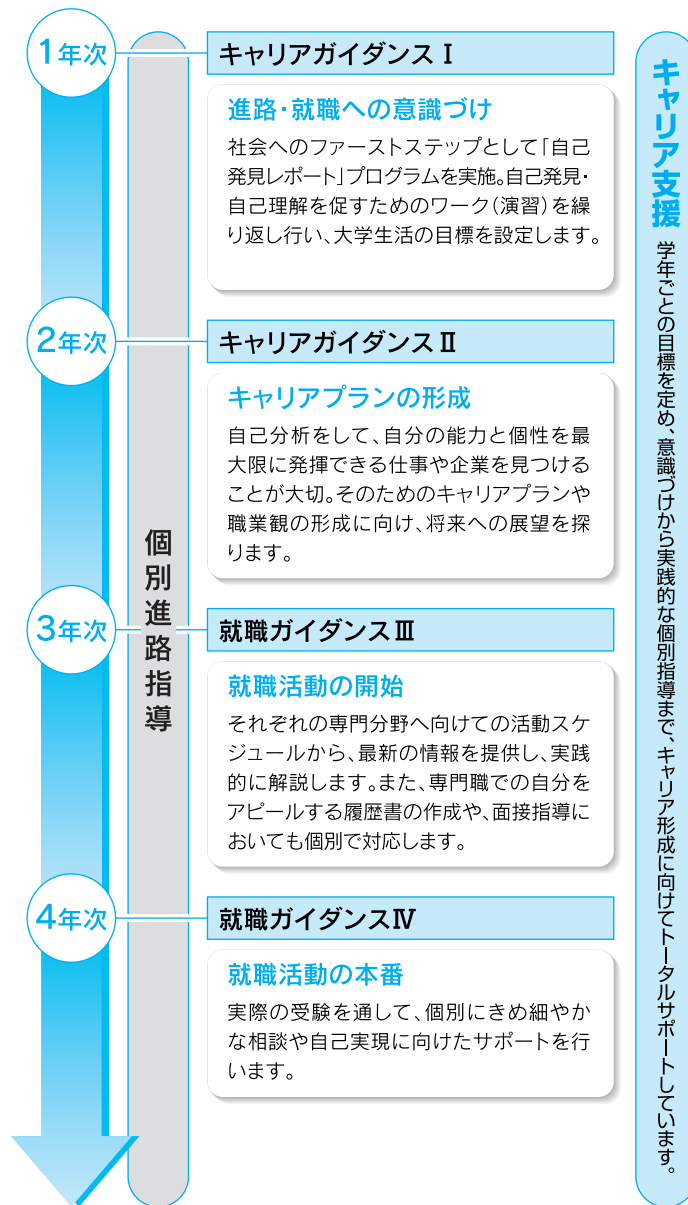 1年次
キャリアガイダンス Ⅰ
進路・就職への意識づけ
社会へのファーストステップとして「自己
発見レポート」プログラムを実施。自己発見・
自己理解を促すためのワーク(演習)を繰
り返し行い、大学生活の目標を設定します。
2年次
キャリアガイダンス Ⅱ
キャリアプランの形成
自己分析をして、自分の能力と個性を最
大限に発揮できる仕事や企業を見つける
ことが大切。そのためのキャリアプランや
職業観の形成に向け、将来への展望を探
ります。
3年次
就職ガイダンスⅢ
就職活動の開始
それぞれの専門分野へ向けての活動スケ
ジュールから、最新の情報を提供し、実践
的に解説します。また、専門職での自分を
アピールする履歴書の作成や、面接指導に
おいても個別で対応します。
4年次
就職ガイダンスⅣ
就職活動の本番
実際の受験を通して、個別にきめ細やか
な相談や自己実現に向けたサポートを行
います。
個別進路指導
キャリア支援 学年ごとの目標を定め、意識づけから実践的な個別指導まで、キャリア形成に向けてトータルサポートしています。